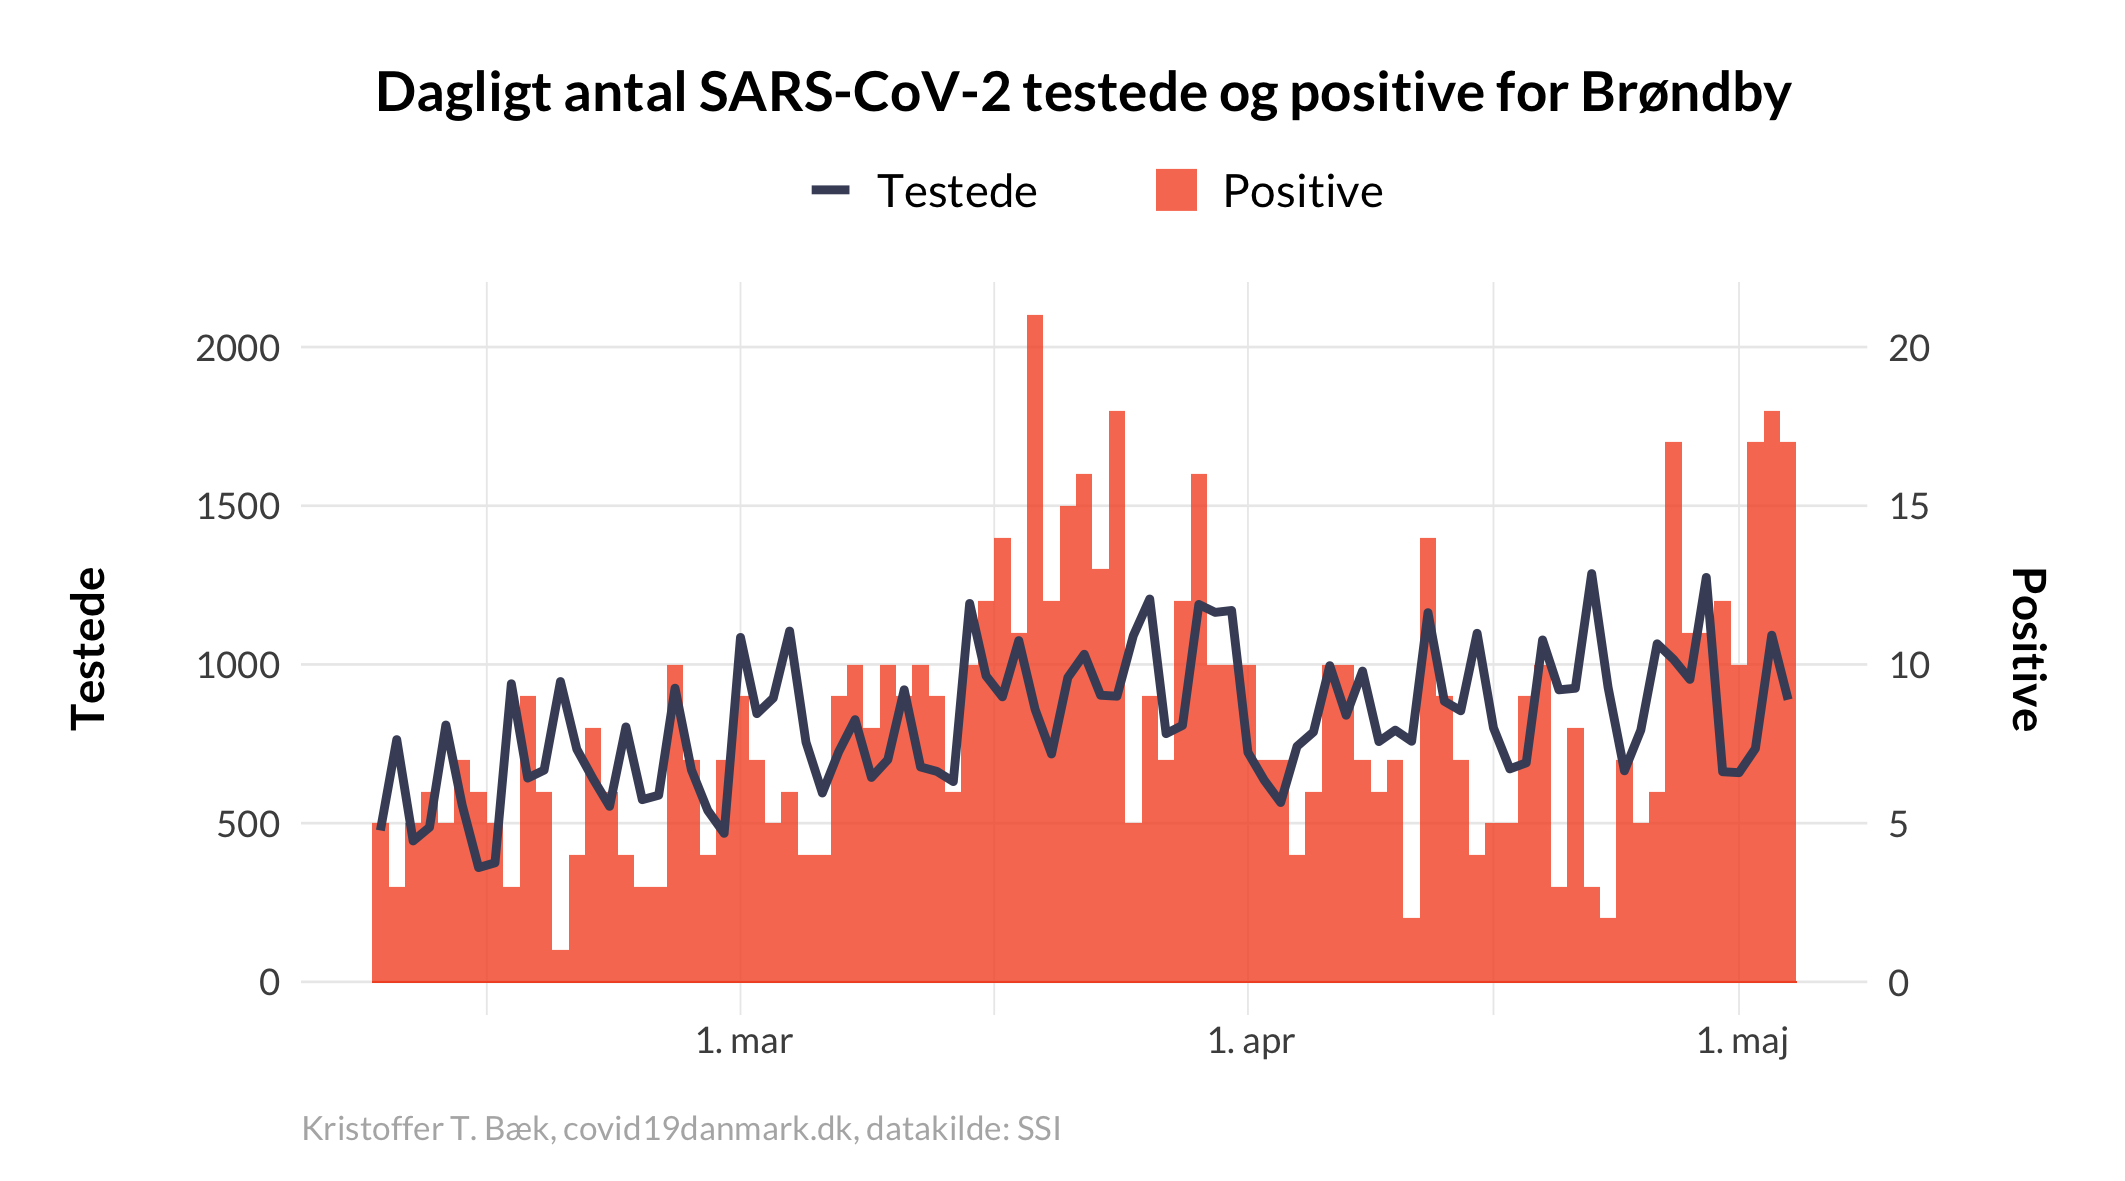 Dagligt antal SARS-CoV-2 testede og positive for Brøndby
Testede
Positive
2000
1500
1000
500
0
Testede
20
15
10
5
0
Positive
1. mar
1. apr
1. maj
Kristoffer T. Bæk, covid19danmark.dk, datakilde: SSI